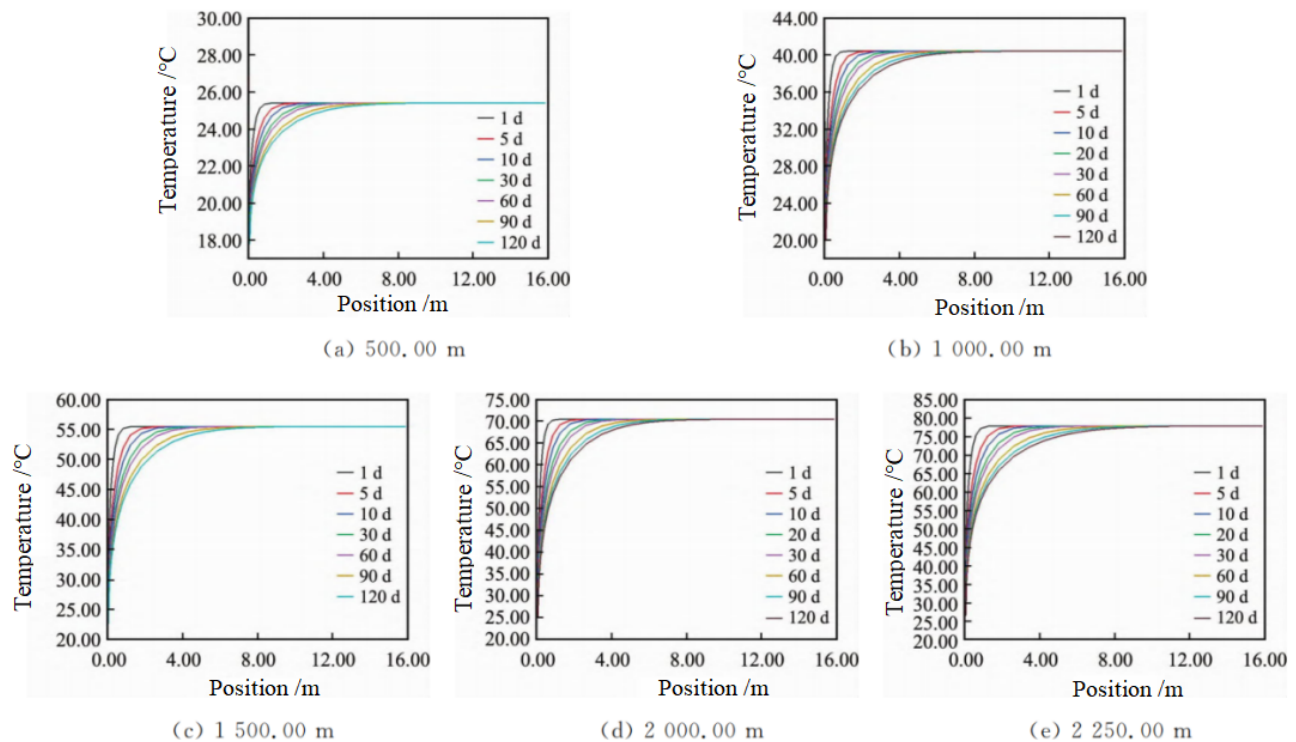 30.00
28.00
26.00
24.00
22.00
20.00
18.00
Temperature /°C
1 d
5 d
10 d
30 d
60 d
90 d
120 d
0.00 4.00 8.00 12.00 16.00
Position /m
(a) 500.00 m
44.00
40.00
36.00
32.00
28.00
24.00
20.00
Temperature /°C
1 d
5 d
10 d
20 d
30 d
60 d
90 d
120 d
0.00 4.00 8.00 12.00 16.00
Position /m
(b) 1 000.00 m
60.00
55.00
50.00
45.00
40.00
35.00
30.00
25.00
20.00
Temperature /°C
1 d
5 d
10 d
30 d
60 d
90 d
120 d
0.00 4.00 8.00 12.00 16.00
Position /m
(c) 1 500.00 m
75.00
70.00
65.00
60.00
55.00
50.00
45.00
40.00
35.00
30.00
25.00
20.00
Temperature /°C
1 d
5 d
10 d
20 d
30 d
60 d
90 d
120 d
0.00 4.00 8.00 12.00 16.00
Position /m
(d) 2 000.00 m
85.00
80.00
75.00
70.00
65.00
60.00
55.00
50.00
45.00
40.00
35.00
30.00
25.00
20.00
Temperature /°C
1 d
5 d
10 d
20 d
30 d
60 d
90 d
120 d
0.00 4.00 8.00 12.00 16.00
Position /m
(e) 2 250.00 m